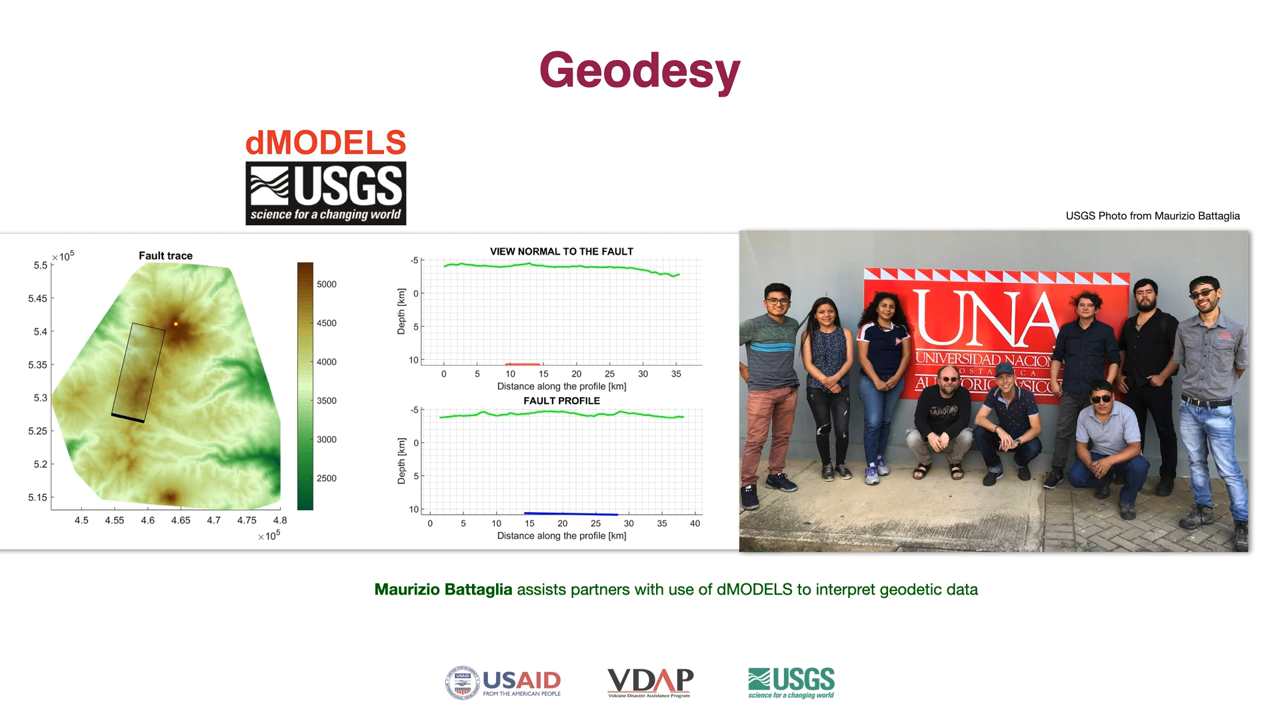 Geodesy
dMODELS
USGS
science for a changing world
USGS Photo from Maurizio Battaglia
Fault trace
×10⁵
5.5
5.45
5.4
5.35
5.3
5.25
5.2
5.15
4.5 4.55 4.6 4.65 4.7 4.75 4.8
×10⁶
5000
4500
4000
3500
3000
2500
VIEW NORMAL TO THE FAULT
Depth [km]
-5
0
5
10
0 5 10 15 20 25 30 35
Distance along the profile [km]
FAULT PROFILE
Depth [km]
-5
0
5
10
0 5 10 15 20 25 30 35 40
Distance along the profile [km]
UNA
UNIVERSIDAD NACION
COSTA RICA
Maurizio Battaglia assists partners with use of dMODELS to interpret geodetic data
USAID
FROM THE AMERICAN PEOPLE
VDAP
Volcano Disaster Assistance Program
USGS
science for a changing world